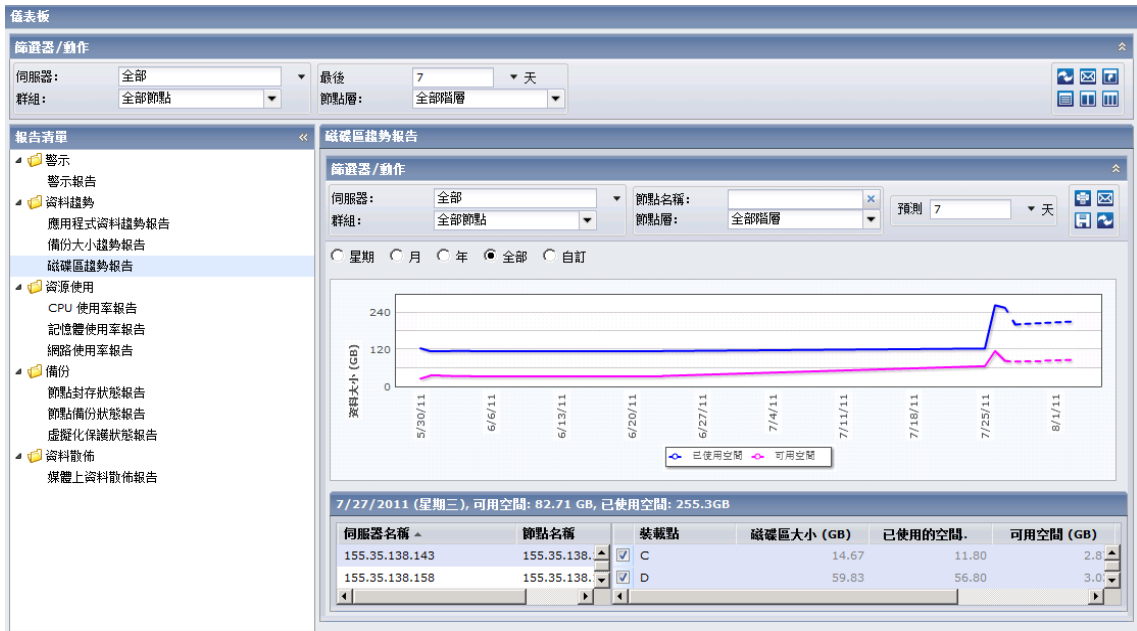 儀表板
篩選器/動作
伺服器: 全部 最後 7 天
群組: 全部節點 節點層: 全部階層
報告清單
警示
警示報告
資料趨勢
應用程式資料趨勢報告
備份大小趨勢報告
磁碟區趨勢報告
資源使用
CPU 使用率報告
記憶體使用率報告
網路使用率報告
備份
節點封存狀態報告
節點備份狀態報告
虛擬化保護狀態報告
資料散佈
媒體上資料散佈報告
磁碟區趨勢報告
篩選器/動作
伺服器: 全部 節點名稱: 預測 7 天
群組: 全部節點 節點層: 全部階層
星期 月 年 全部 自訂
資料大小 (GB)
240
120
0
5/30/11 6/6/11 6/13/11 6/20/11 6/27/11 7/4/11 7/11/11 7/18/11 7/25/11 8/1/11
已使用空間 可用空間
7/27/2011 (星期三), 可用空間: 82.71 GB, 已使用空間: 255.3GB
伺服器名稱 節點名稱 裝載點 磁碟區大小 (GB) 已使用的空間. 可用空間 (GB)
155.35.138.143 155.35.138. C 14.67 11.80 2.8
155.35.138.158 155.35.138. D 59.83 56.80 3.0